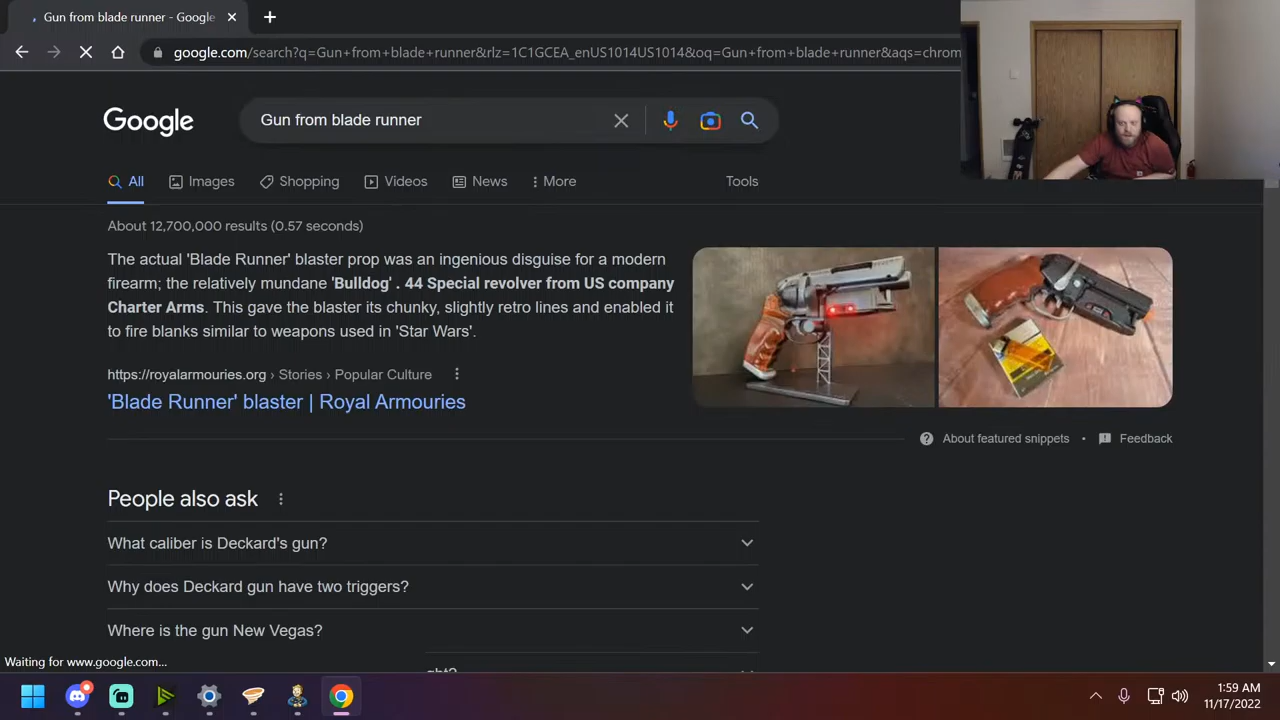 Gun from blade runner - Google
google.com/search?q=Gun+from+blade+runner&rlz=1C1GCEA_enUS1014US1014&oq=Gun+from+blade+runner&aqs=chrom
Google
Gun from blade runner
All
Images
Shopping
Videos
News
More
Tools
About 12,700,000 results (0.57 seconds)
The actual 'Blade Runner' blaster prop was an ingenious disguise for a modern
firearm; the relatively mundane 'Bulldog' . 44 Special revolver from US company
Charter Arms. This gave the blaster its chunky, slightly retro lines and enabled it
to fire blanks similar to weapons used in 'Star Wars'.
https://royalarmouries.org › Stories › Popular Culture
'Blade Runner' blaster | Royal Armouries
About featured snippets • Feedback
People also ask
What caliber is Deckard's gun?
Why does Deckard gun have two triggers?
Where is the gun New Vegas?
Waiting for www.google.com...
1:59 AM
11/17/2022